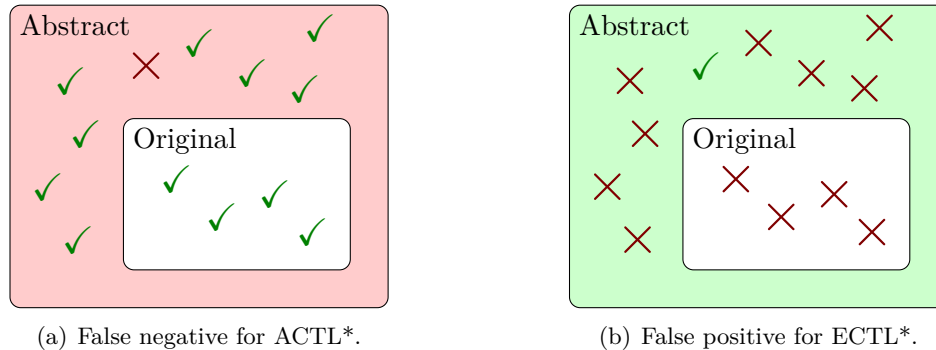 Abstract
Original
(a) False negative for ACTL*.
Abstract
Original
(b) False positive for ECTL*.